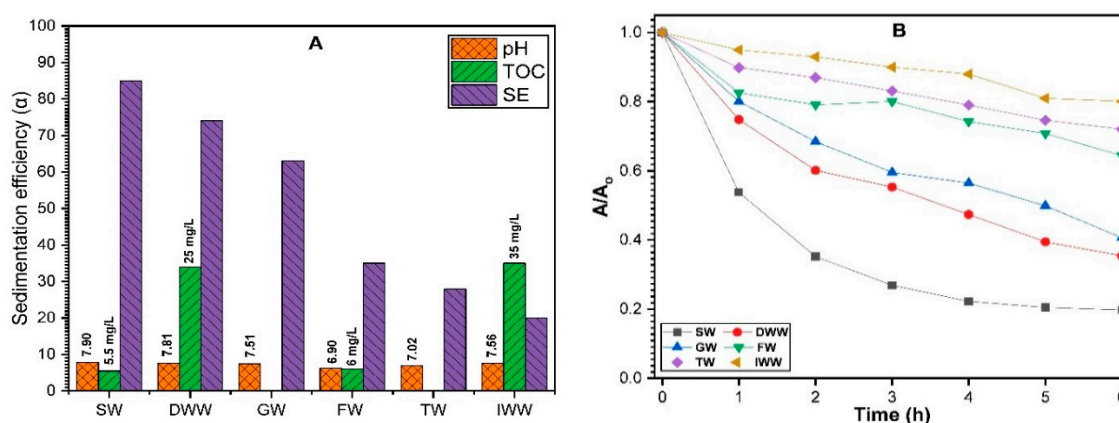 A
pH
TOC
SE
Sedimentation efficiency (α)
100
90
80
70
60
50
40
30
20
10
0
7.90
5.5 mg/L
7.81
25 mg/L
7.51
6.90
6 mg/L
7.02
7.56
35 mg/L
SW DWW GW FW TW IWW
B
A/Ao
1.0
0.8
0.6
0.4
0.2
0.0
SW DWW
GW FW
TW IWW
0 1 2 3 4 5
Time (h)